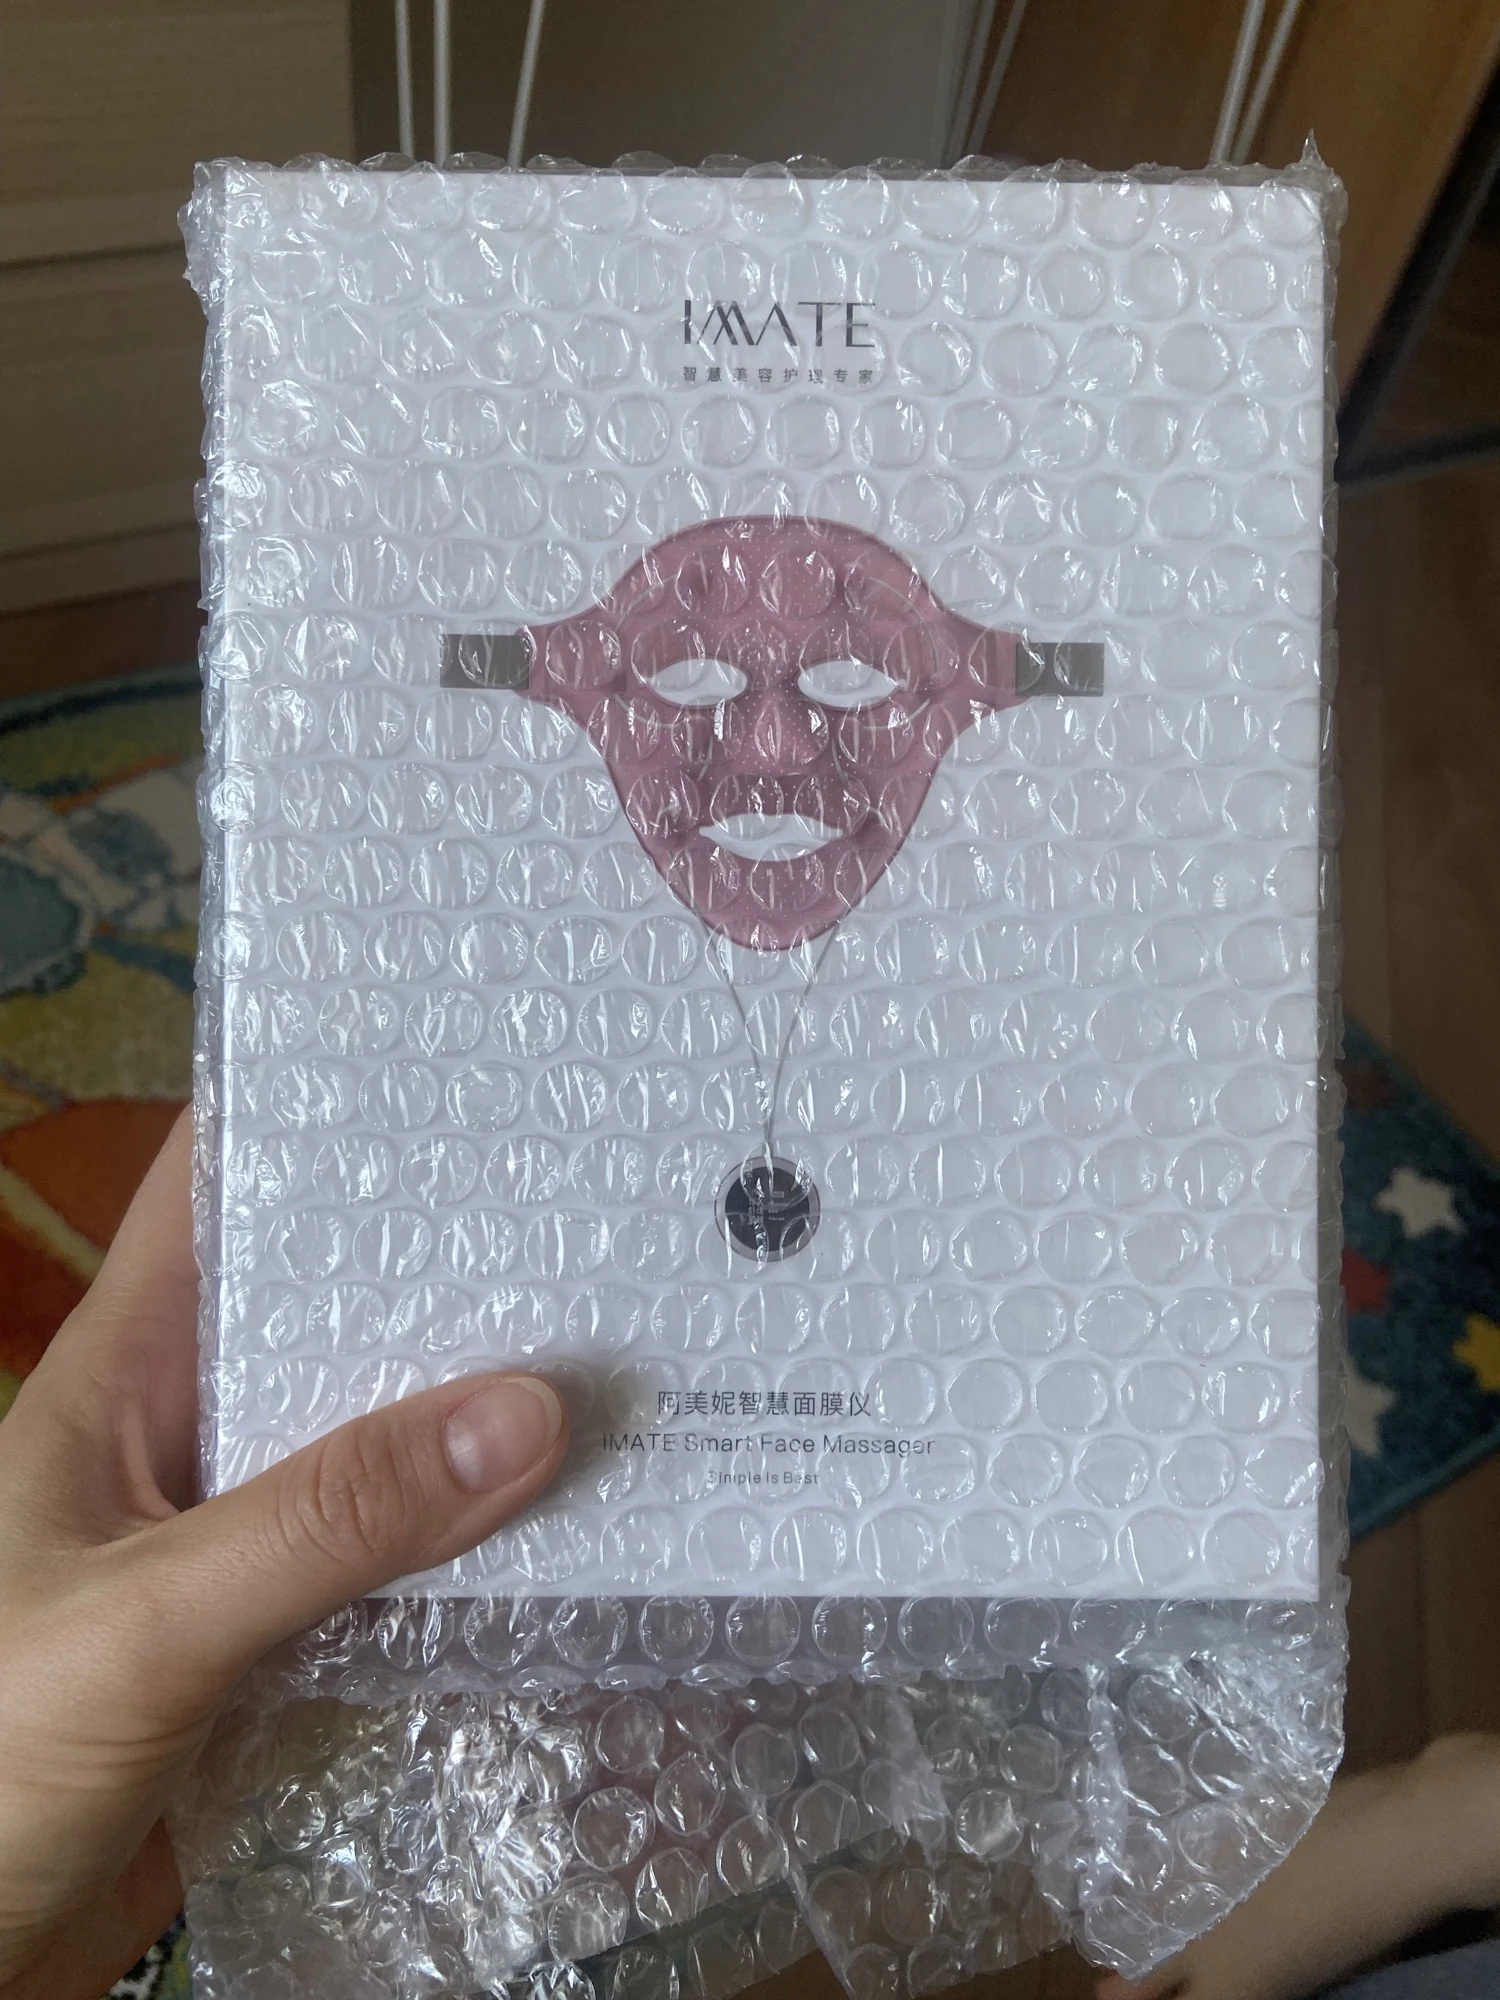 IMATE
智慧美容护理专家
阿美妮智慧面膜仪
IMATE Smart Face Massager
Simple Is Best